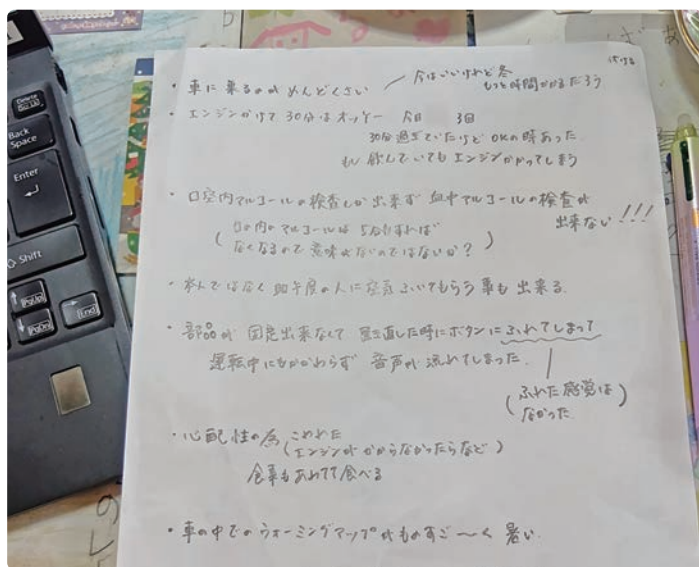 ・車に乗るのがめんどくさい
今はいいけれど冬
もっと時間がかかるだろう
・エンジンかけて30分はオッケー 今日 3回
30分過ぎていたけど OKの時あった
もし飲んでいてもエンジンかかってしまう
・口空内アルコールの検査しか出来ず 血中アルコールの検査が
出来ない!!!
(口の内のアルコールは 5分もすれば
なくなるので意味がないのではないか?)
本人ではなく の人に空気ふいてもらう事も出来る
・部品が固定出来なくて 置き直した時にボタンにふれてしまって
運転中にもかかわらず 音声が流れてしまった
(ふれた感覚は
なかった)
・心配性の為、つかれた
(エンジンがかからなかったらなど)
食事もあわてて食べる
・車の中でのウォーミングアップがものすご〜く暑い
Delete
Back
Space
Enter
Shift
PgUp
PgDn
End